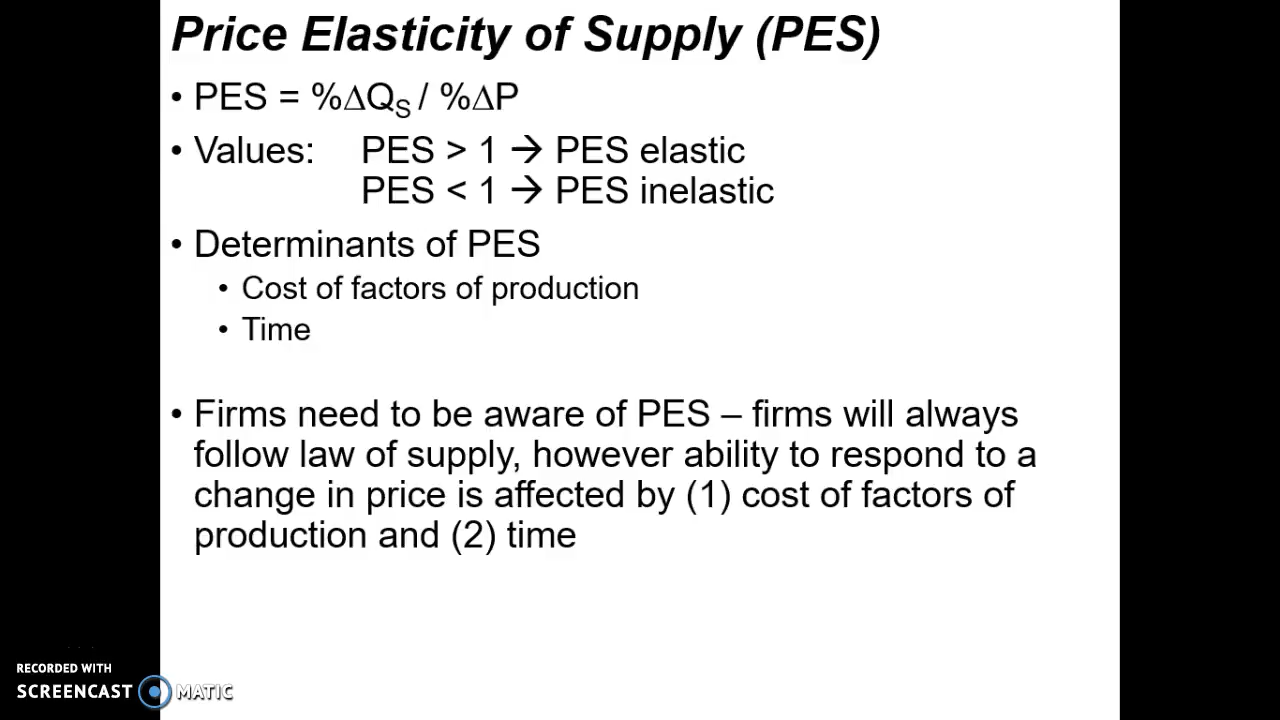 Price Elasticity of Supply (PES)
• PES = %∆QS / %∆P
• Values: PES > 1 → PES elastic
PES < 1 → PES inelastic
• Determinants of PES
• Cost of factors of production
• Time
• Firms need to be aware of PES – firms will always
follow law of supply, however ability to respond to a
change in price is affected by (1) cost of factors of
production and (2) time
RECORDED WITH
SCREENCAST MATIC